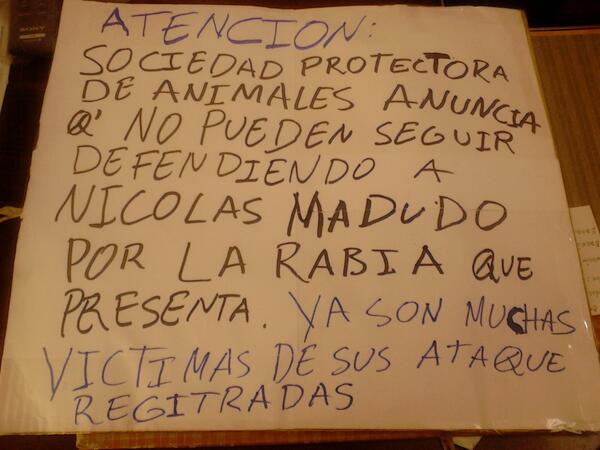 ATENCION:
SOCIEDAD PROTECTORA
DE ANIMALES ANUNCIA
Q' NO PUEDEN SEGUIR
DEFENDIENDO A
NICOLAS MADUDO
POR LA RABIA QUE
PRESENTA. YA SON MUCHAS
VICTIMAS DE SUS ATAQUE
REGITRADAS
SONY